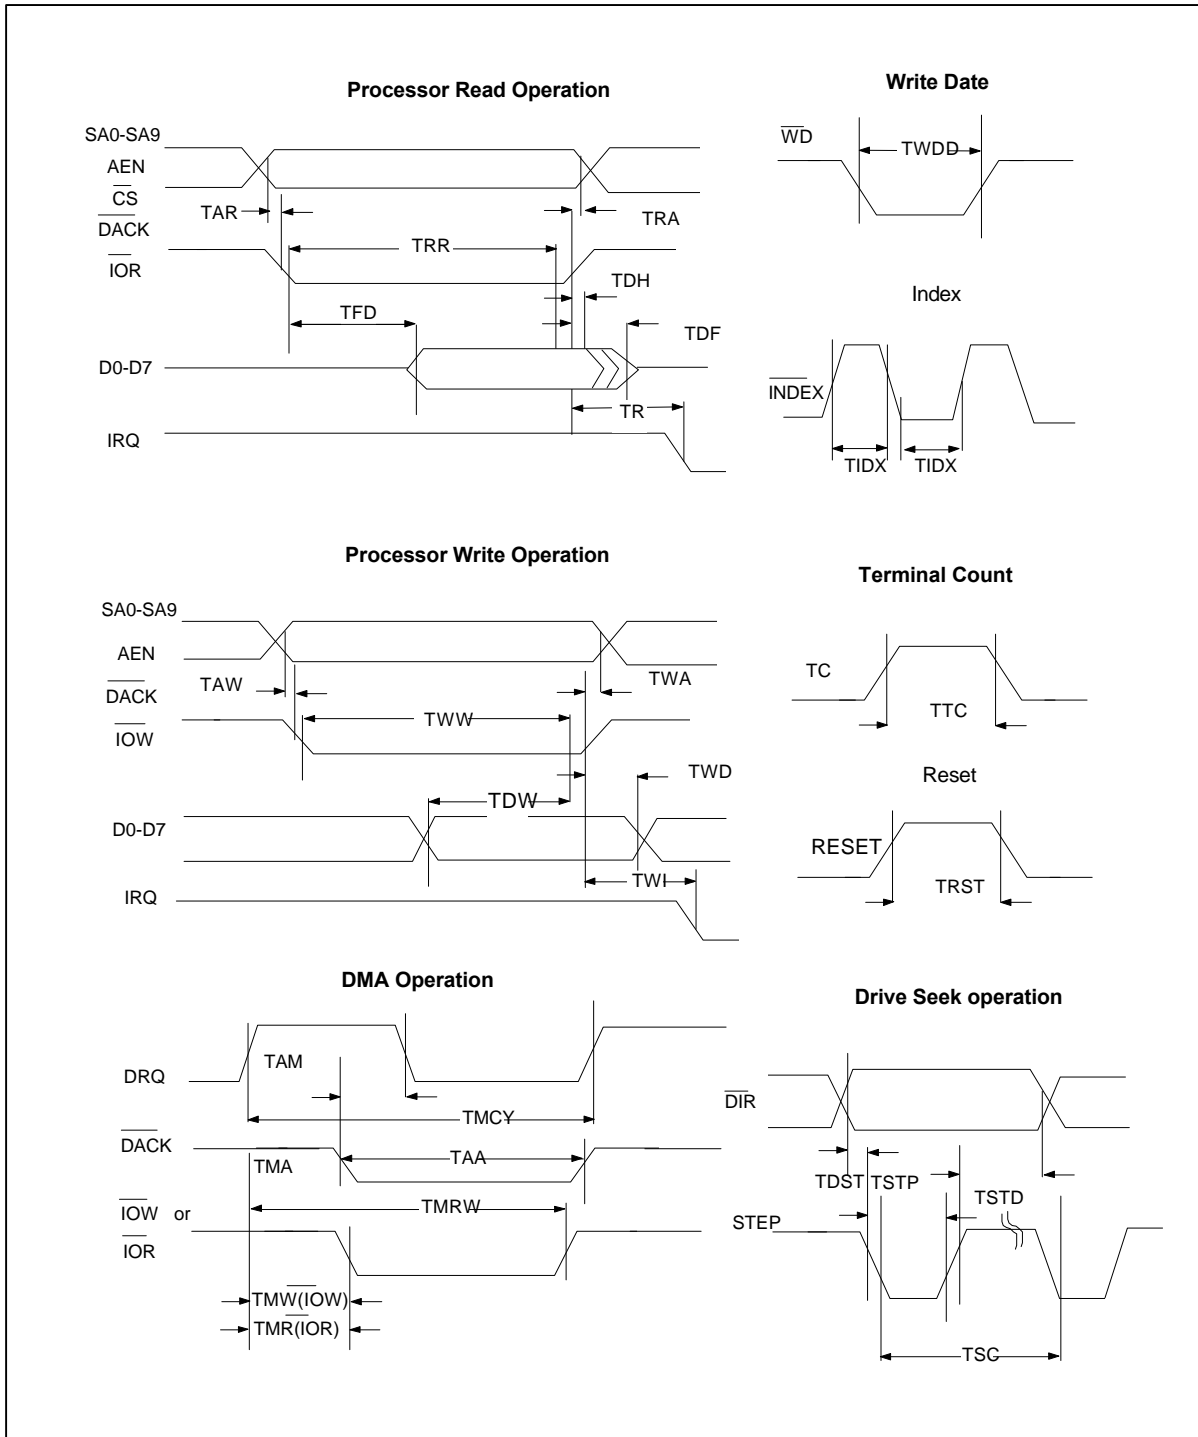 Processor Read Operation
SA0-SA9
AEN
CS
TAR
TRA
DACK
TRR
IOR
TDH
TFD
TDF
D0-D7
TR
IRQ
Write Date
WD
TWDD
Index
INDEX
TIDX TIDX
Processor Write Operation
SA0-SA9
AEN
TAW
TWA
DACK
TWW
IOW
TWD
TDW
D0-D7
TWI
IRQ
Terminal Count
TC
TTC
Reset
RESET
TRST
DMA Operation
TAM
DRQ
TMCY
DACK
TMA
TAA
TMRW
IOW or
IOR
TMW(IOW)
TMR(IOR)
Drive Seek operation
DIR
TDST TSTP
TSTD
STEP
TSC